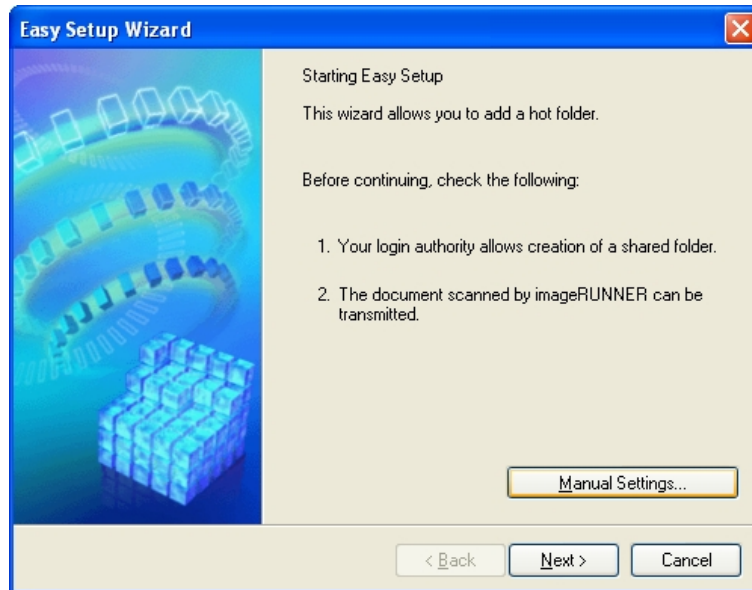 Easy Setup Wizard
Starting Easy Setup
This wizard allows you to add a hot folder.
Before continuing, check the following:
1. Your login authority allows creation of a shared folder.
2. The document scanned by imageRUNNER can be
transmitted.
Manual Settings...
< Back
Next >
Cancel